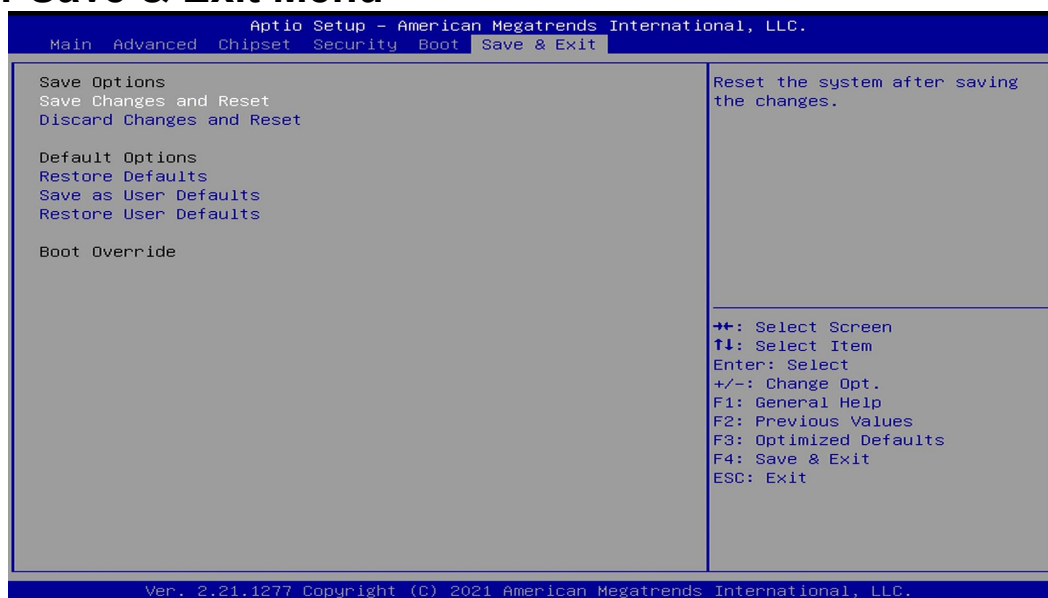 Save & Exit Menu
Aptio Setup – American Megatrends International, LLC.
Main Advanced Chipset Security Boot Save & Exit
Save Options
Save Changes and Reset
Discard Changes and Reset
Default Options
Restore Defaults
Save as User Defaults
Restore User Defaults
Boot Override
Reset the system after saving
the changes.
→←: Select Screen
↑↓: Select Item
Enter: Select
+/-: Change Opt.
F1: General Help
F2: Previous Values
F3: Optimized Defaults
F4: Save & Exit
ESC: Exit
Ver. 2.21.1277 Copyright (C) 2021 American Megatrends International, LLC.